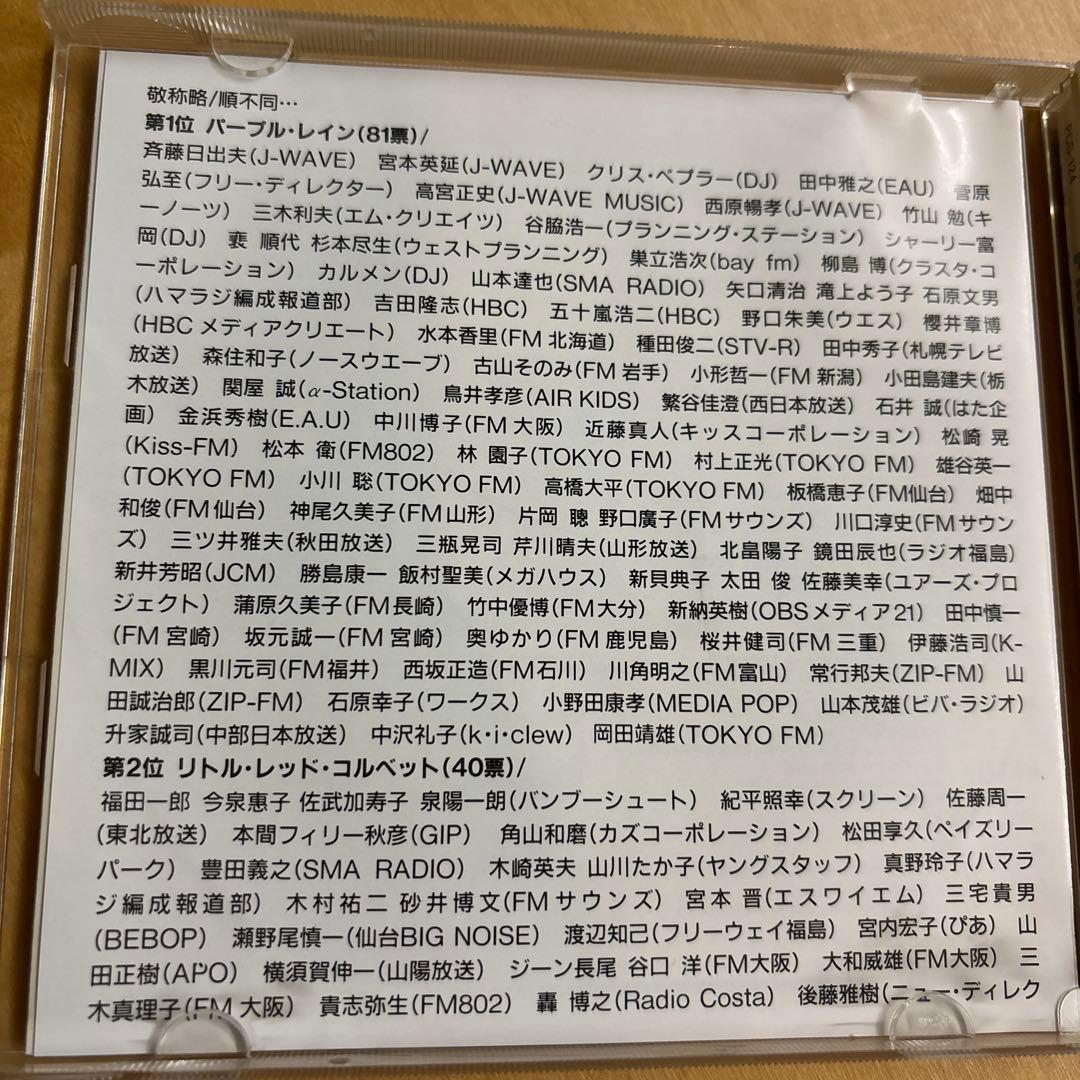 敬称略/順不同…
第1位 パープル・レイン(81票)/
斉藤日出夫(J-WAVE) 宮本英延(J-WAVE) クリス・ペプラー(DJ) 田中雅之(EAU) 菅原
弘至(フリー・ディレクター) 高宮正史(J-WAVE MUSIC) 西原暢孝(J-WAVE) 竹山 勉(キ
ーノーツ) 三木利夫(エム・クリエイツ) 谷脇浩一(プランニング・ステーション) シャーリー富
岡(DJ) 裵 順代 杉本尽生(ウェストプランニング) 巣立浩次(bay fm) 柳島 博(クラスタ・コ
ーポレーション) カルメン(DJ) 山本達也(SMA RADIO) 矢口清治 滝上よう子 石原文男
(ハマラジ編成報道部) 吉田隆志(HBC) 五十嵐浩二(HBC) 野口朱美(ウエス) 櫻井章博
(HBCメディアクリエート) 水本香里(FM北海道) 種田俊二(STV-R) 田中秀子(札幌テレビ
放送) 森住和子(ノースウエーブ) 古山そのみ(FM岩手) 小形哲一(FM新潟) 小田島建夫(栃
木放送) 関屋 誠(α-Station) 鳥井孝彦(AIR KIDS) 繁谷佳澄(西日本放送) 石井 誠(はた企
画) 金浜秀樹(E.A.U) 中川博子(FM大阪) 近藤真人(キッスコーポレーション) 松崎 晃
(Kiss-FM) 松本 衛(FM802) 林 園子(TOKYO FM) 村上正光(TOKYO FM) 雄谷英一
(TOKYO FM) 小川 聡(TOKYO FM) 高橋大平(TOKYO FM) 板橋恵子(FM仙台) 畑中
和俊(FM仙台) 神尾久美子(FM山形) 片岡 聰 野口廣子(FMサウンズ) 川口淳史(FMサウン
ズ) 三ツ井雅夫(秋田放送) 三瓶晃司 芹川晴夫(山形放送) 北畠陽子 鏡田辰也(ラジオ福島)
新井芳昭(JCM) 勝島康一 飯村聖美(メガハウス) 新貝典子 太田 俊 佐藤美幸(ユアーズ・プロ
ジェクト) 蒲原久美子(FM長崎) 竹中優博(FM大分) 新納英樹(OBSメディア21) 田中慎一
(FM宮崎) 坂元誠一(FM宮崎) 奥ゆかり(FM鹿児島) 桜井健司(FM三重) 伊藤浩司(K-
MIX) 黒川元司(FM福井) 西坂正造(FM石川) 川角明之(FM富山) 常行邦夫(ZIP-FM) 山
田誠治郎(ZIP-FM) 石原幸子(ワークス) 小野田康孝(MEDIA POP) 山本茂雄(ビバ・ラジオ)
升家誠司(中部日本放送) 中沢礼子(k・i・clew) 岡田靖雄(TOKYO FM)
第2位 リトル・レッド・コルベット(40票)/
福田一郎 今泉恵子 佐武加寿子 泉陽一朗(バンブーシュート) 紀平照幸(スクリーン) 佐藤周一
(東北放送) 本間フィリー秋彦(GIP) 角山和磨(カズコーポレーション) 松田享久(ペイズリー
パーク) 豊田義之(SMA RADIO) 木崎英夫 山川たか子(ヤングスタッフ) 真野玲子(ハマラ
ジ編成報道部) 木村祐二 砂井博文(FMサウンズ) 宮本 晋(エスワイエム) 三宅貴男
(BEBOP) 瀬野尾慎一(仙台BIG NOISE) 渡辺知己(フリーウェイ福島) 宮内宏子(ぴあ) 山
田正樹(APO) 横須賀伸一(山陽放送) ジーン長尾 谷口 洋(FM大阪) 大和威雄(FM大阪) 三
木真理子(FM大阪) 貴志弥生(FM802) 轟 博之(Radio Costa) 後藤雅樹(ニュー・ディレク